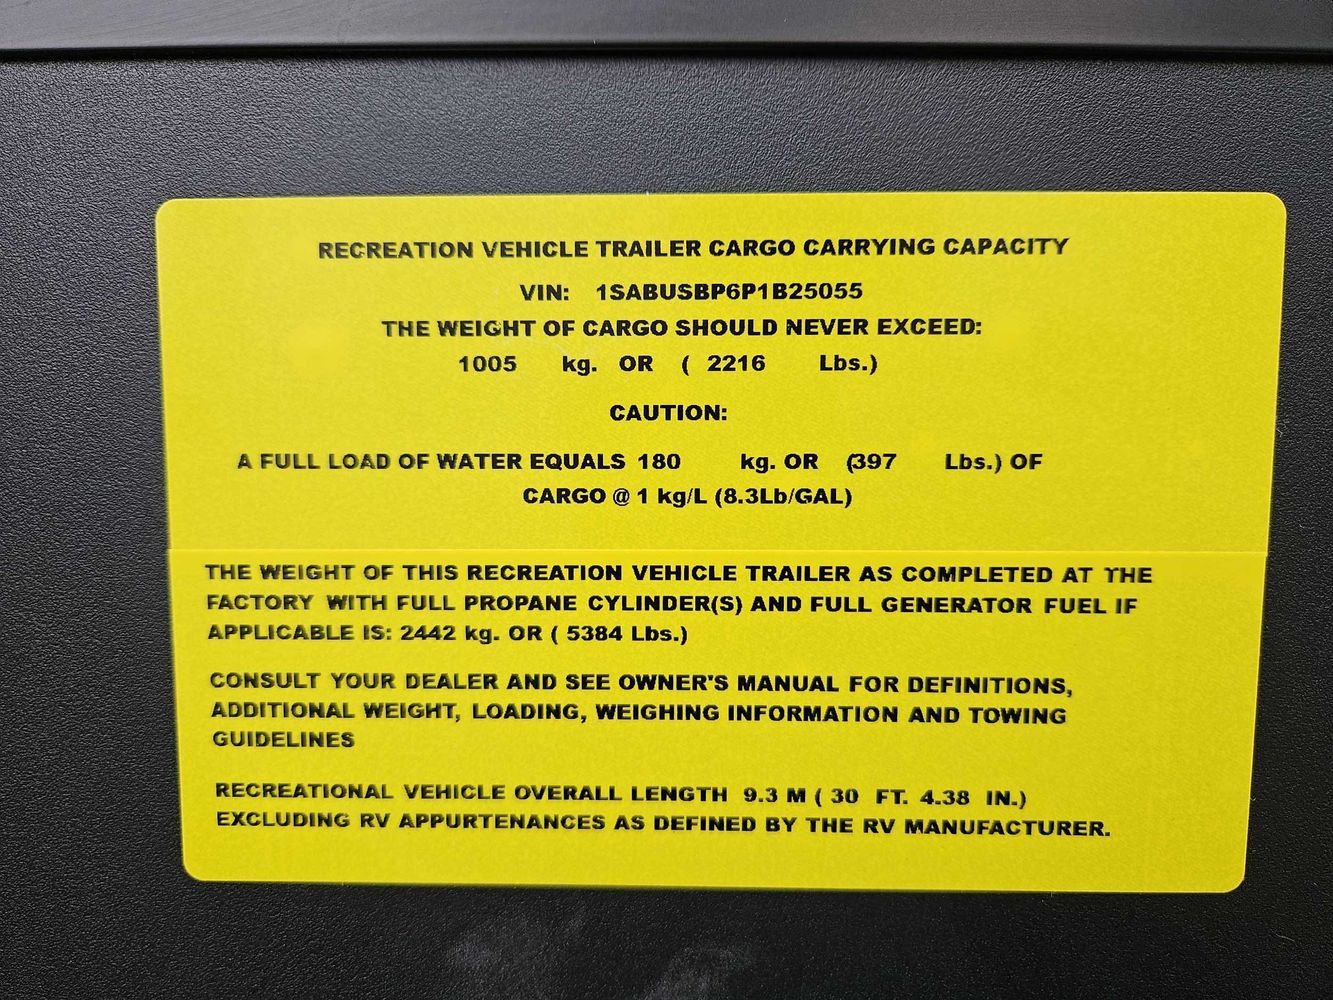 RECREATION VEHICLE TRAILER CARGO CARRYING CAPACITY
VIN: 1SABUSBP6P1B25055
THE WEIGHT OF CARGO SHOULD NEVER EXCEED:
1005 kg. OR ( 2216 Lbs.)
CAUTION:
A FULL LOAD OF WATER EQUALS 180 kg. OR (397 Lbs.) OF
CARGO @ 1 kg/L (8.3Lb/GAL)
THE WEIGHT OF THIS RECREATION VEHICLE TRAILER AS COMPLETED AT THE
FACTORY WITH FULL PROPANE CYLINDER(S) AND FULL GENERATOR FUEL IF
APPLICABLE IS: 2442 kg. OR ( 5384 Lbs.)
CONSULT YOUR DEALER AND SEE OWNER'S MANUAL FOR DEFINITIONS,
ADDITIONAL WEIGHT, LOADING, WEIGHING INFORMATION AND TOWING
GUIDELINES
RECREATIONAL VEHICLE OVERALL LENGTH 9.3 M ( 30 FT. 4.38 IN.)
EXCLUDING RV APPURTENANCES AS DEFINED BY THE RV MANUFACTURER.